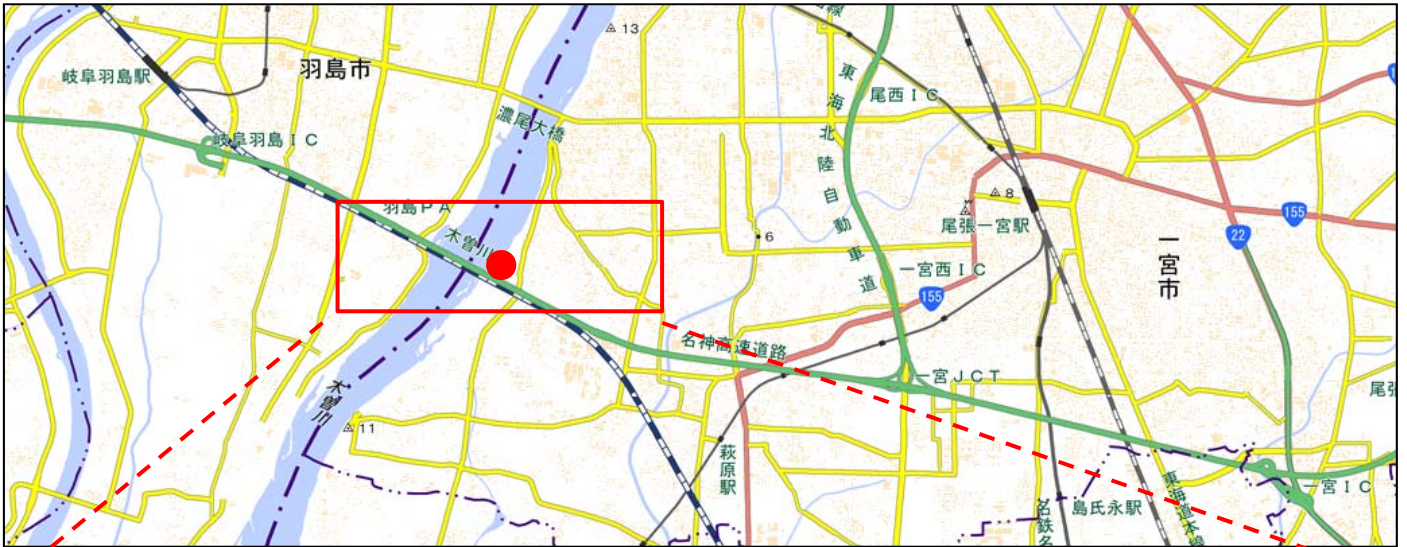 13
岐阜羽島駅
羽島市
尾西IC
東海北陸自動車道
濃尾大橋
岐阜羽島IC
155
8
羽島PA
尾張一宮駅
22
木曽川
6
一宮市
一宮西IC
155
名神高速道路
一宮JCT
木曽川
11
萩原駅
一宮IC
島氏永駅
東海道本線